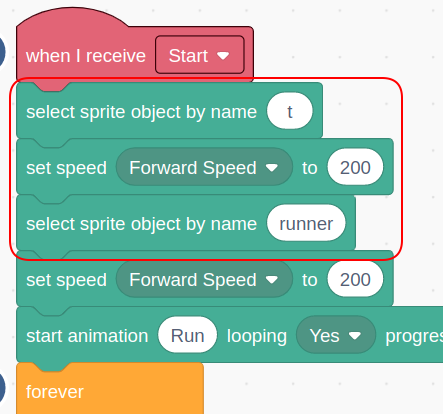 when I receive Start
select sprite object by name t
set speed Forward Speed to 200
select sprite object by name runner
set speed Forward Speed to 200
start animation Run looping Yes progres
forever